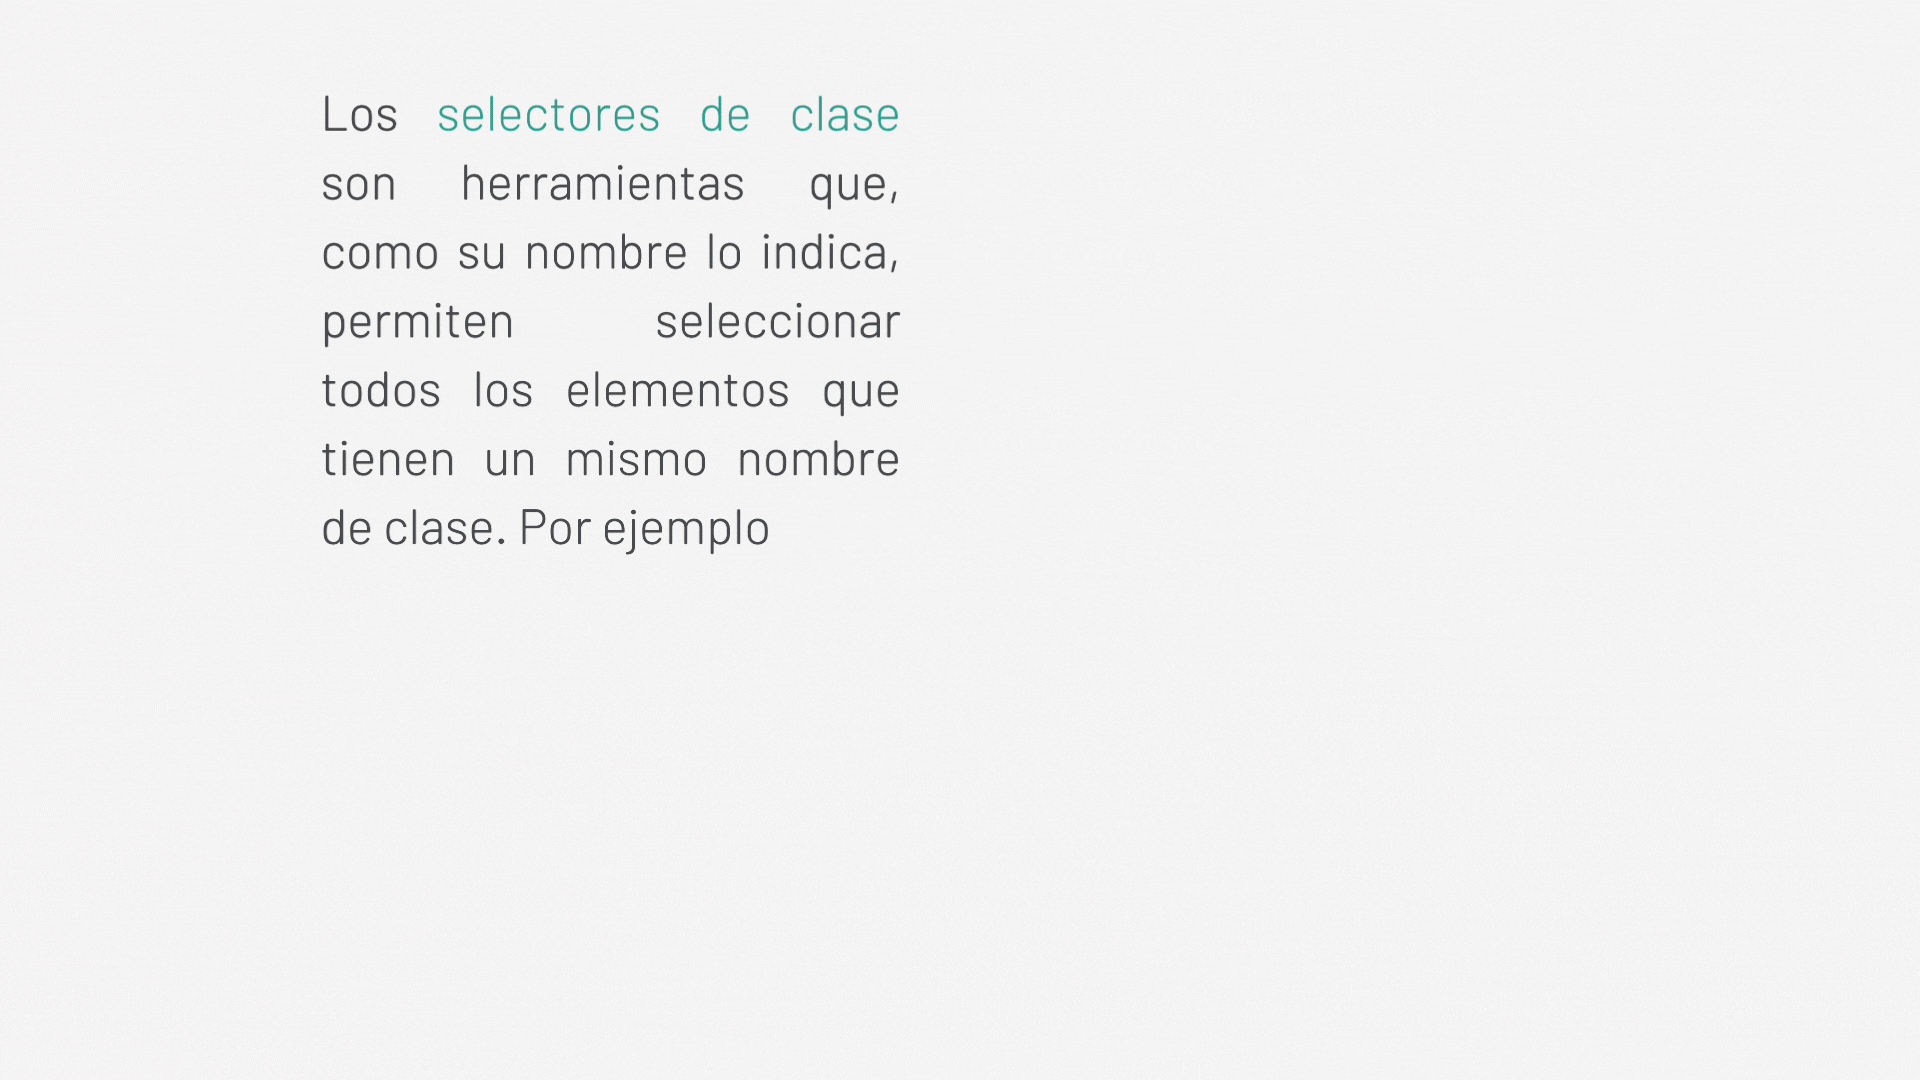 Los selectores de clase
son herramientas que,
como su nombre lo indica,
permiten seleccionar
todos los elementos que
tienen un mismo nombre
de clase. Por ejemplo